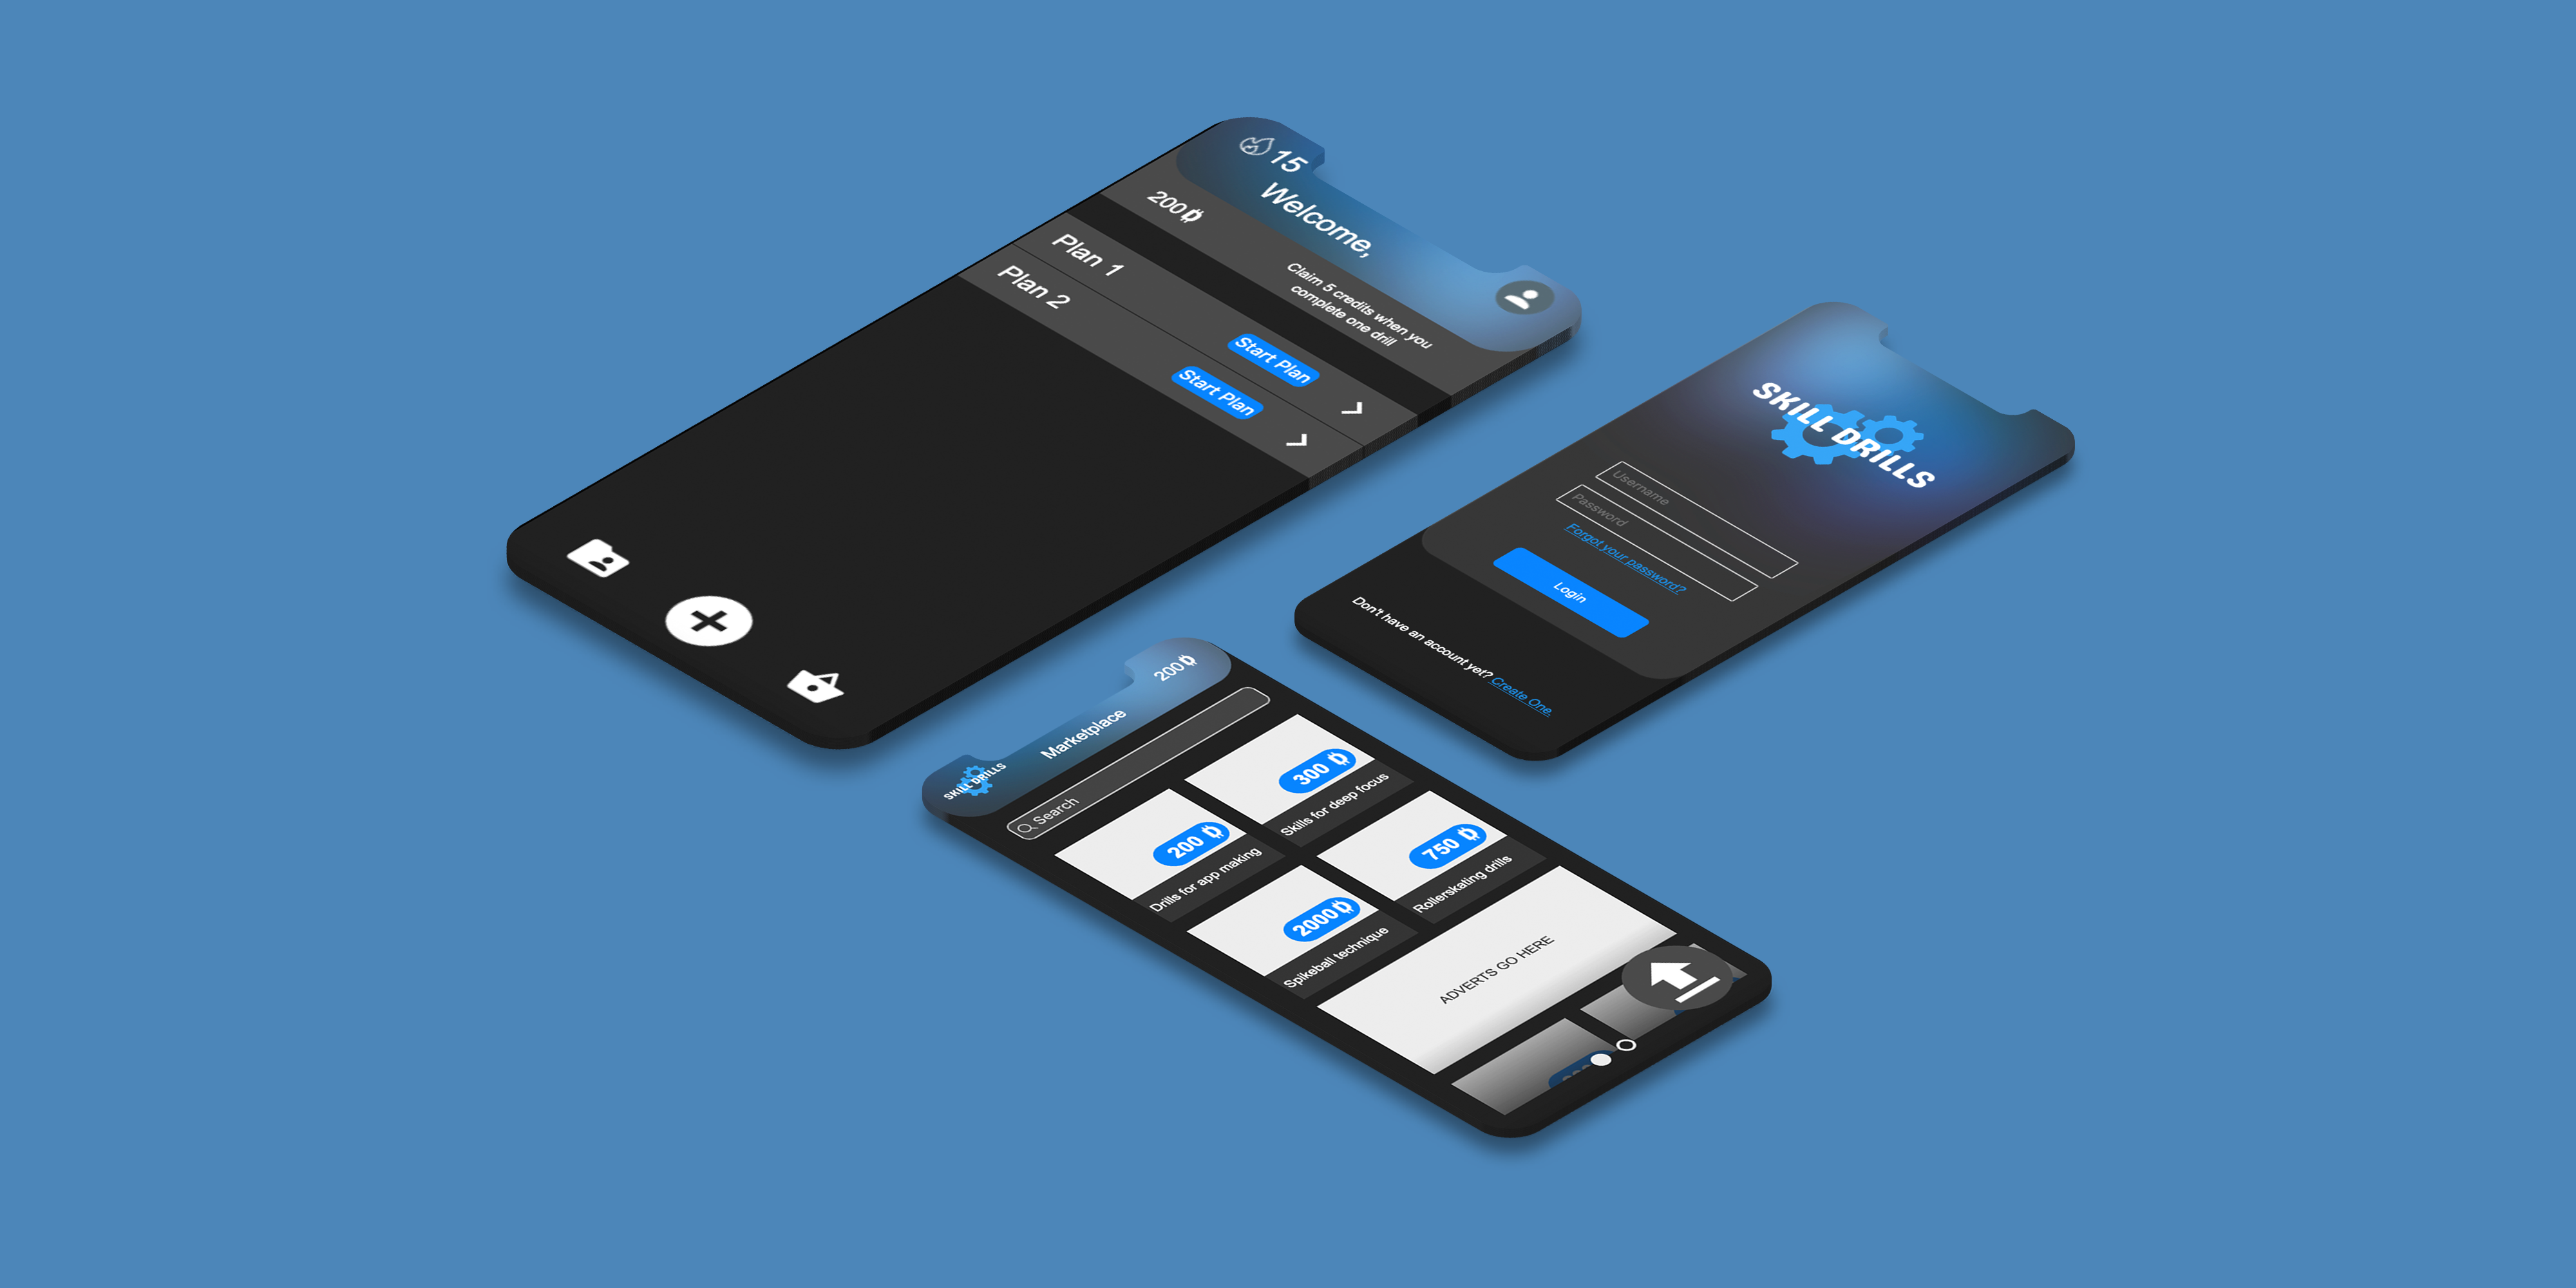 15
Welcome,
200
Claim 5 credits when you
complete one drill
Plan 1
Start Plan
Plan 2
Start Plan
SKILL DRILLS
Username
Password
Forgot your password?
Login
Don't have an account yet? Create One.
SKILL DRILLS
Marketplace
200
Search
200
Drills for app making
300
Skills for deep focus
2000
Spikeball technique
750
Rollerskating drills
ADVERTS GO HERE